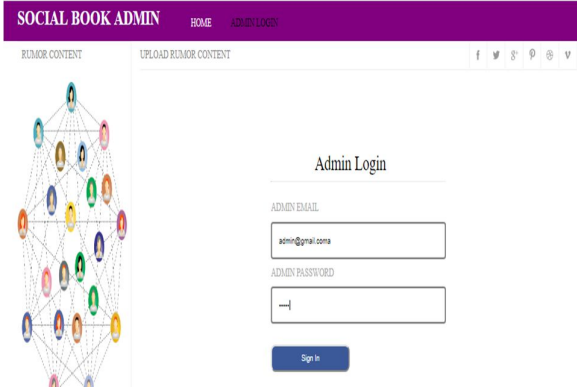 SOCIAL BOOK ADMIN HOME ADMIN LOGIN
RUMOR CONTENT UPLOAD RUMOR CONTENT
Admin Login
ADMIN EMAIL
admin@gmail.coma
ADMIN PASSWORD
Sign In